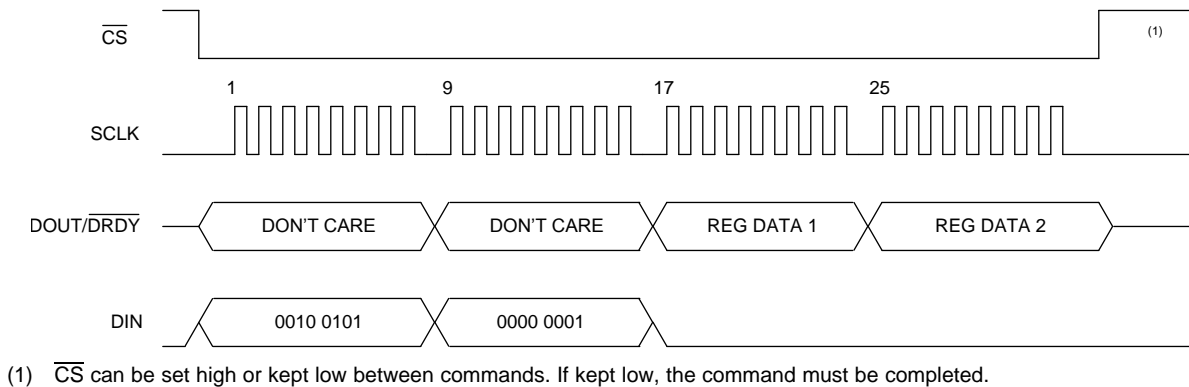 CS
(1)
1 9 17 25
SCLK
DOUT/DRDY DON'T CARE DON'T CARE REG DATA 1 REG DATA 2
DIN 0010 0101 0000 0001
(1) CS can be set high or kept low between commands. If kept low, the command must be completed.